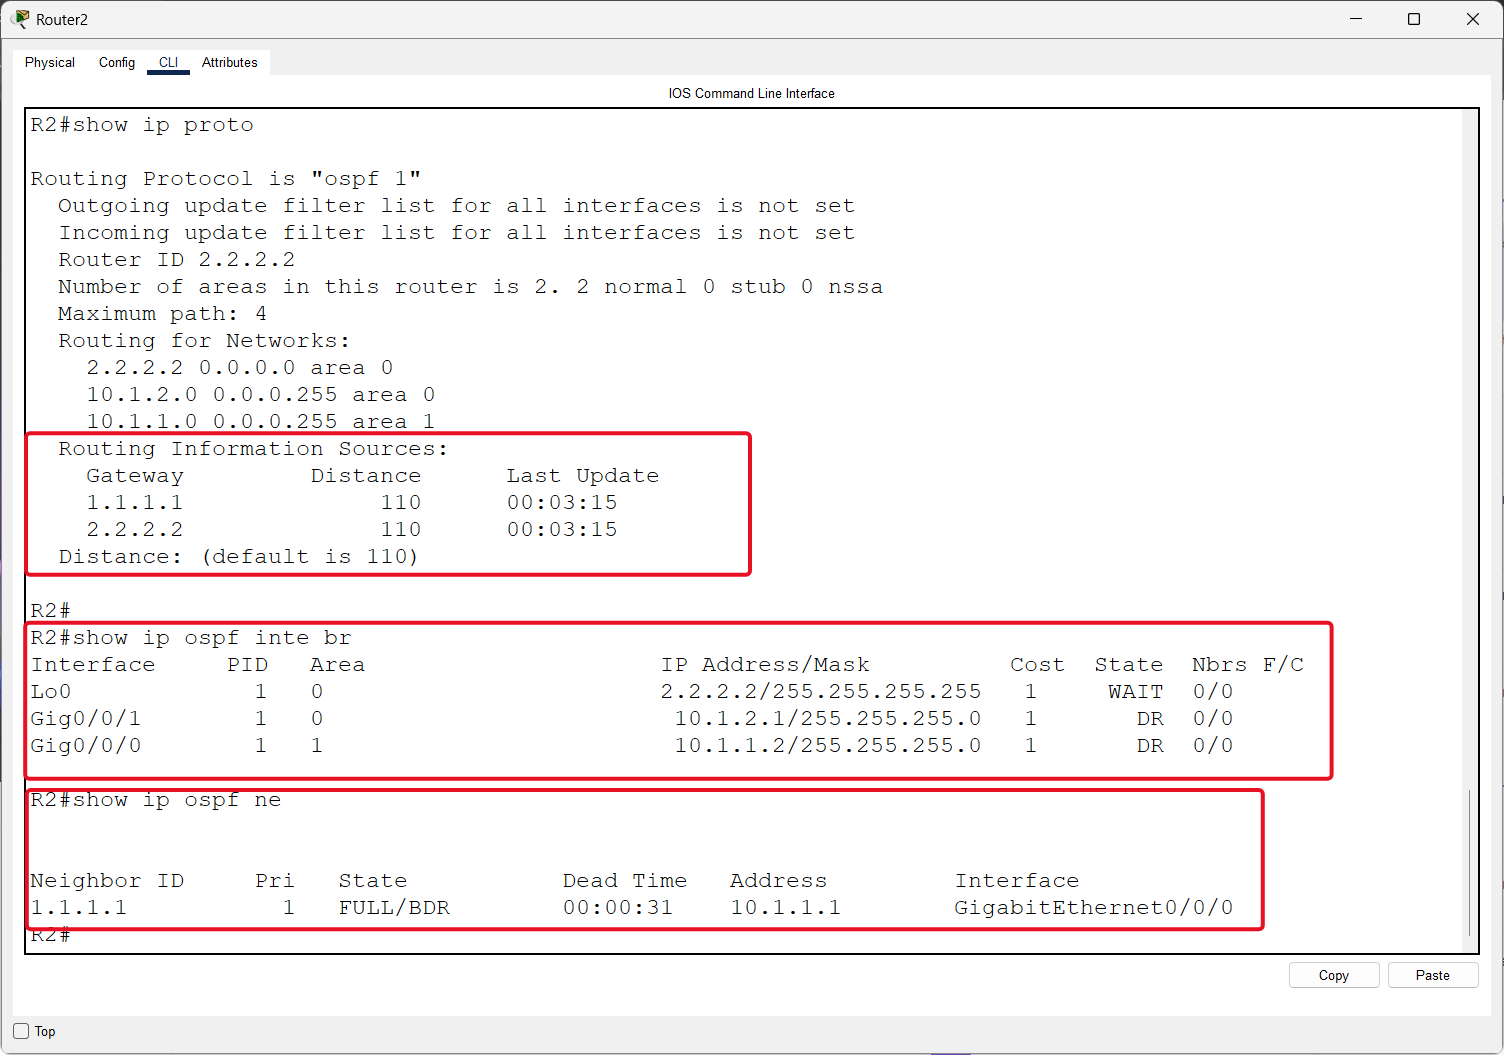 Router2
Physical Config CLI Attributes
IOS Command Line Interface
R2#show ip proto
Routing Protocol is "ospf 1"
Outgoing update filter list for all interfaces is not set
Incoming update filter list for all interfaces is not set
Router ID 2.2.2.2
Number of areas in this router is 2. 2 normal 0 stub 0 nssa
Maximum path: 4
Routing for Networks:
2.2.2.2 0.0.0.0 area 0
10.1.2.0 0.0.0.255 area 0
10.1.1.0 0.0.0.255 area 1
Routing Information Sources:
Gateway Distance Last Update
1.1.1.1 110 00:03:15
2.2.2.2 110 00:03:15
Distance: (default is 110)
R2#
R2#show ip ospf inte br
Interface PID Area IP Address/Mask Cost State Nbrs F/C
Lo0 1 0 2.2.2.2/255.255.255.255 1 WAIT 0/0
Gig0/0/1 1 0 10.1.2.1/255.255.255.0 1 DR 0/0
Gig0/0/0 1 1 10.1.1.2/255.255.255.0 1 DR 0/0
R2#show ip ospf ne
Neighbor ID Pri State Dead Time Address Interface
1.1.1.1 1 FULL/BDR 00:00:31 10.1.1.1 GigabitEthernet0/0/0
R2#
Copy Paste
Top